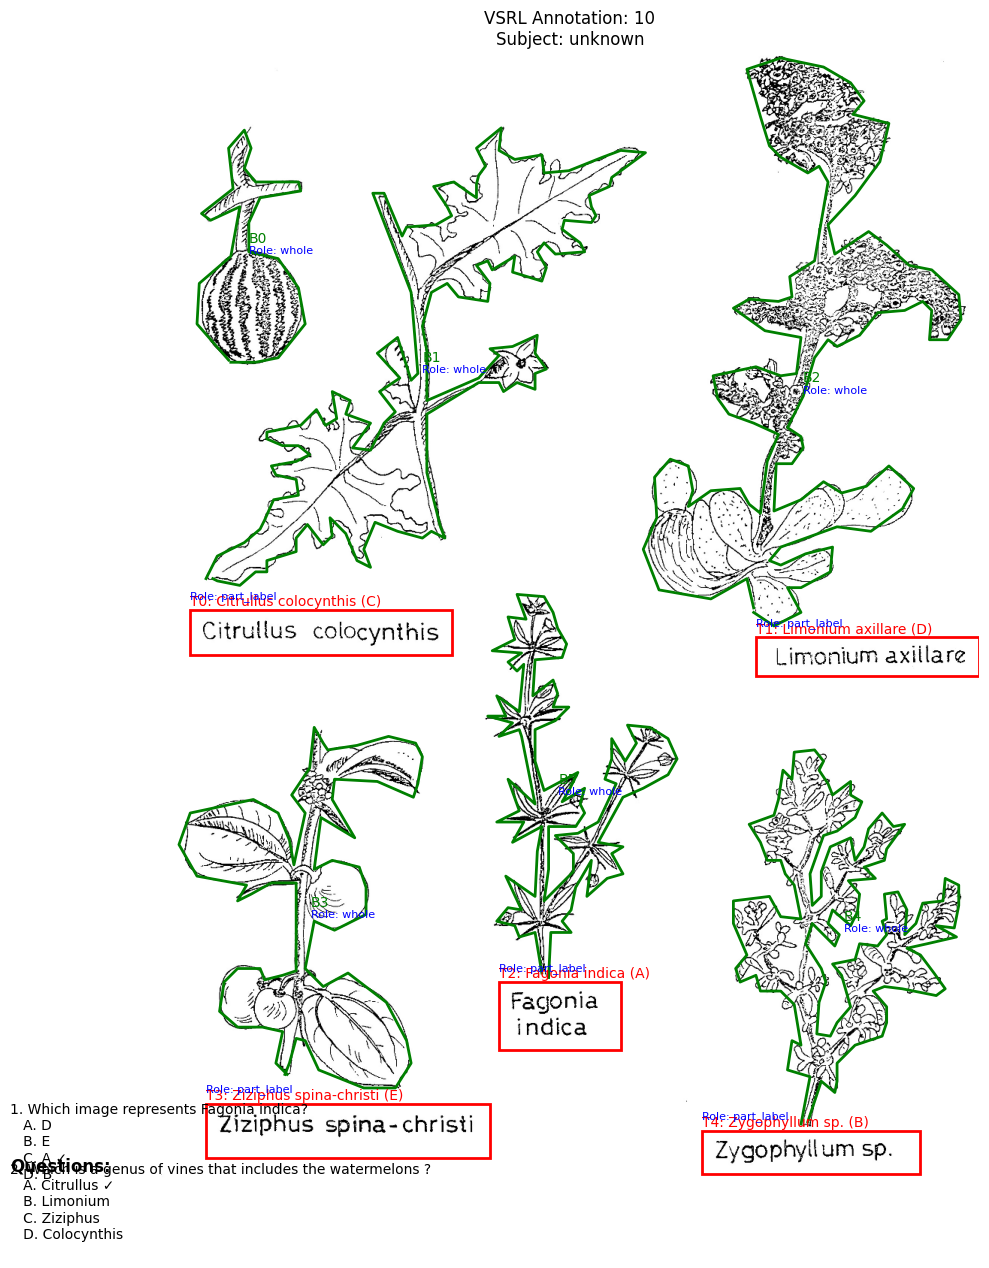 VSRL Annotation: 10
Subject: unknown
B0
Role: whole
B1
Role: whole
B2
Role: whole
Role: part_label
T0: Citrullus colocynthis (C)
Citrullus colocynthis
Role: part_label
T1: Limonium axillare (D)
Limonium axillare
Role: whole
B3
Role: whole
B4
Role: whole
Role: part_label
T2: Fagonia indica (A)
Fagonia
indica
Role: part_label
T3: Ziziphus spina-christi (E)
Ziziphus spina-christi
Role: part_label
T4: Zygophyllum sp. (B)
Zygophyllum sp.
1. Which image represents Fagonia indica?
A. D
B. E
C. A ✓
D. B
Questions:
2. Which is a genus of vines that includes the watermelons ?
A. Citrullus ✓
B. Limonium
C. Ziziphus
D. Colocynthis